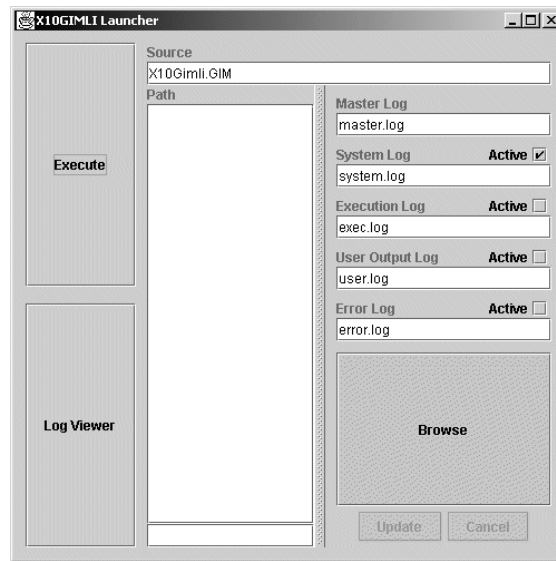 X10GIMLI Launcher
Execute
Log Viewer
Source
X10Gimli.GIM
Path
Master Log
master.log
System Log Active
system.log
Execution Log Active
exec.log
User Output Log Active
user.log
Error Log Active
error.log
Browse
Update Cancel